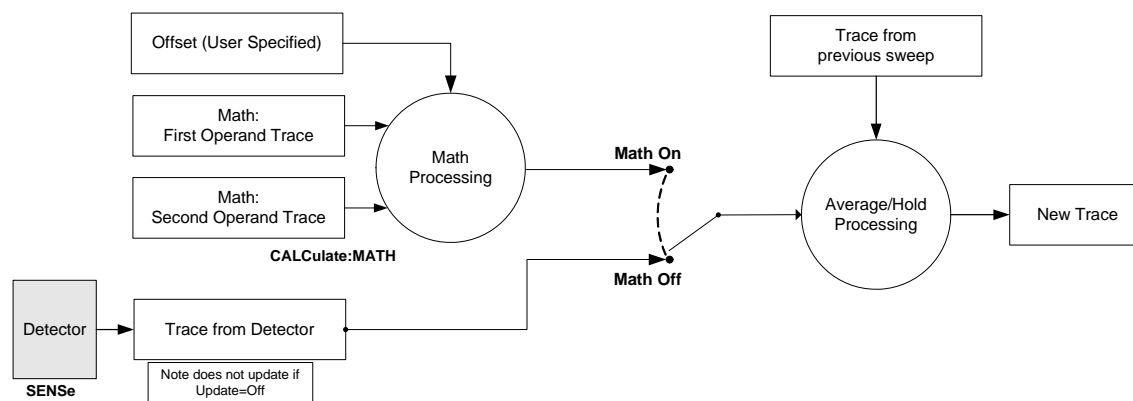 Offset (User Specified)
Math:
First Operand Trace
Math:
Second Operand Trace
CALCulate:MATH
Math
Processing
Math On
Math Off
Trace from
previous sweep
Average/Hold
Processing
New Trace
Detector
SENSe
Trace from Detector
Note does not update if
Update=Off